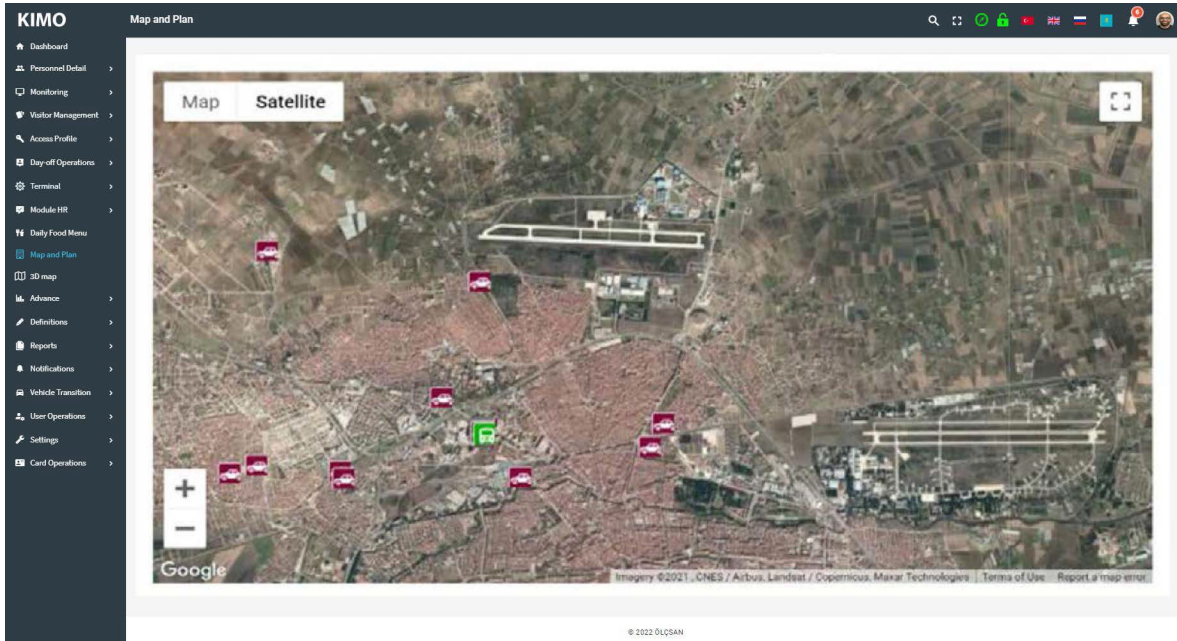 KIMO
Map and Plan
6
Dashboard
Personnel Detail
Monitoring
Visitor Management
Access Profile
Day-off Operations
Terminal
Module HR
Daily Food Menu
Map and Plan
3D map
Advance
Definitions
Reports
Notifications
Vehicle Transition
User Operations
Settings
Card Operations
Map Satellite
Google
Imagery ©2021 , CNES / Airbus, Landsat / Copernicus, Maxar Technologies Terms of Use Report a map error
© 2022 ÖLÇSAN